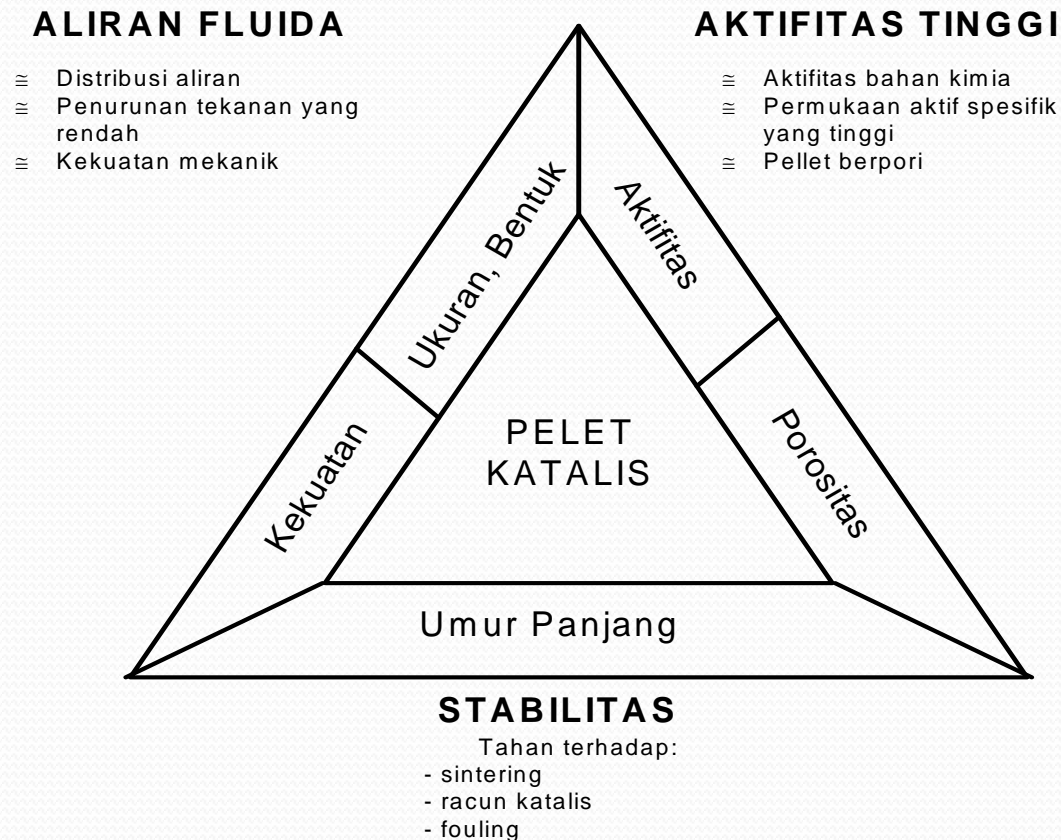 ALIRAN FLUIDA
≅ Distribusi aliran
≅ Penurunan tekanan yang
rendah
≅ Kekuatan mekanik
AKTIFITAS TINGGI
≅ Aktifitas bahan kimia
≅ Permukaan aktif spesifik
yang tinggi
≅ Pellet berpori
Ukuran, Bentuk
Kekuatan
Aktifitas
Porositas
PELET
KATALIS
Umur Panjang
STABILITAS
Tahan terhadap:
- sintering
- racun katalis
- fouling